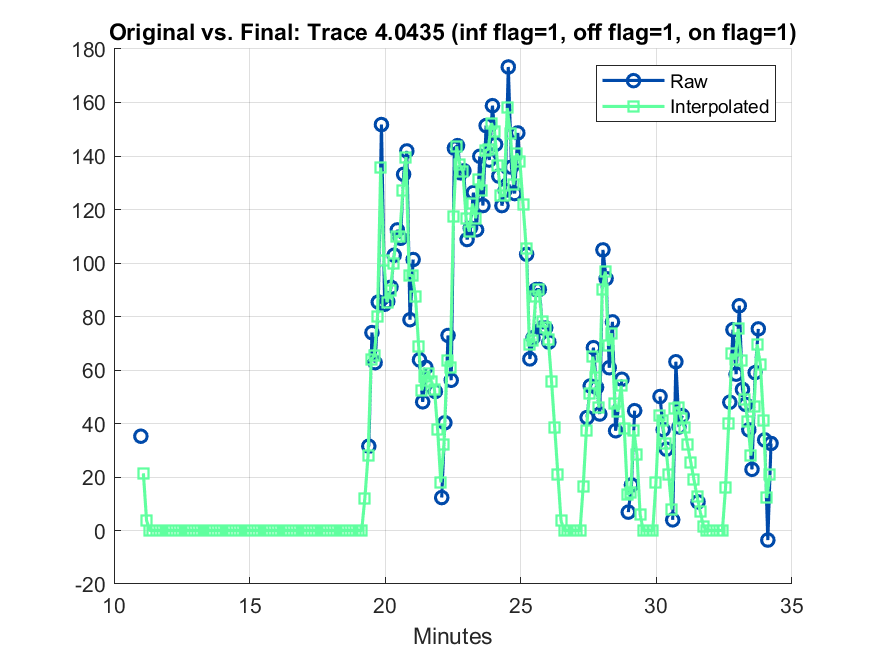 Original vs. Final: Trace 4.0435 (inf flag=1, off flag=1, on flag=1)
180
160
140
120
100
80
60
40
20
0
-20
Raw
Interpolated
10 15 20 25 30 35
Minutes